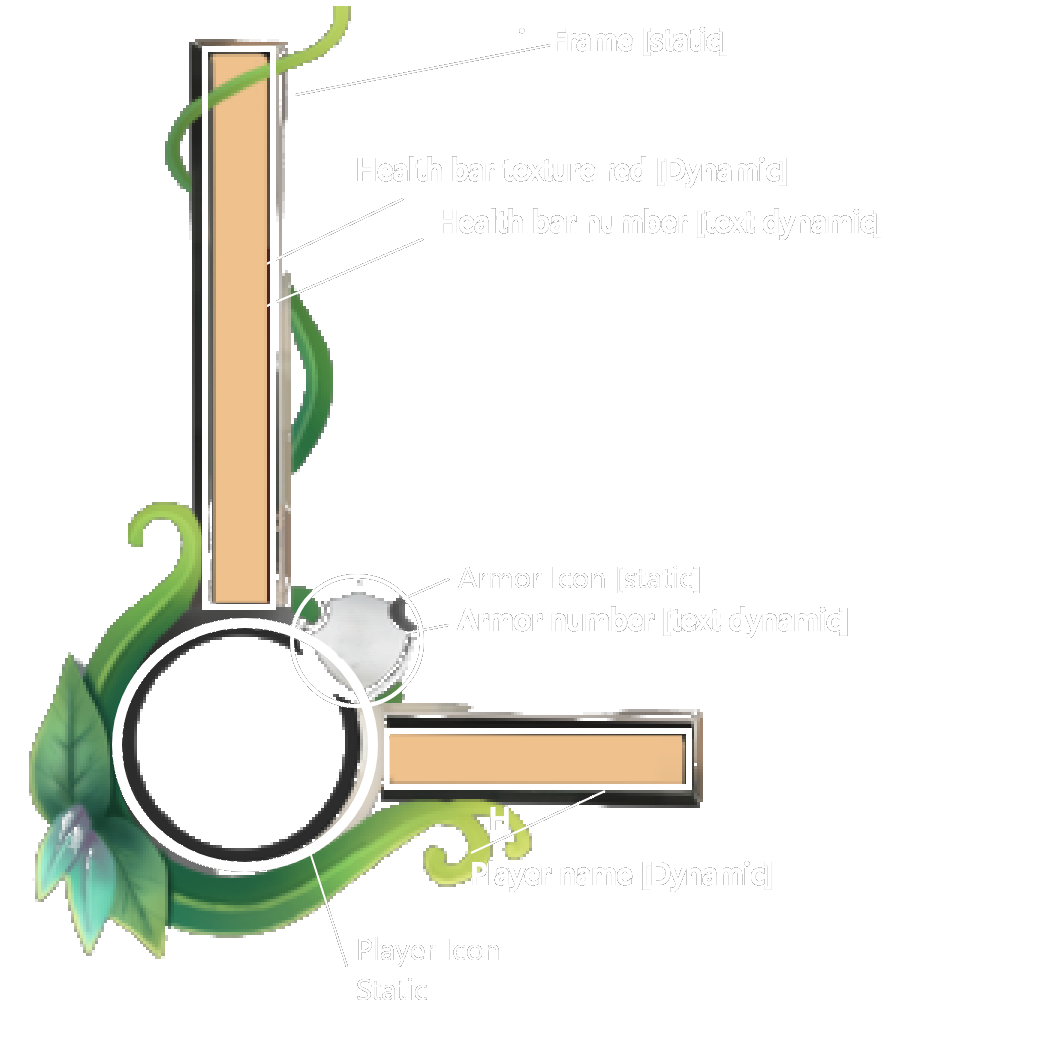 Frame [static]
Health bar texture red [Dynamic]
Health bar number [text dynamic]
Armor Icon [static]
Armor number [text dynamic]
H
Player name [Dynamic]
Player Icon
Static